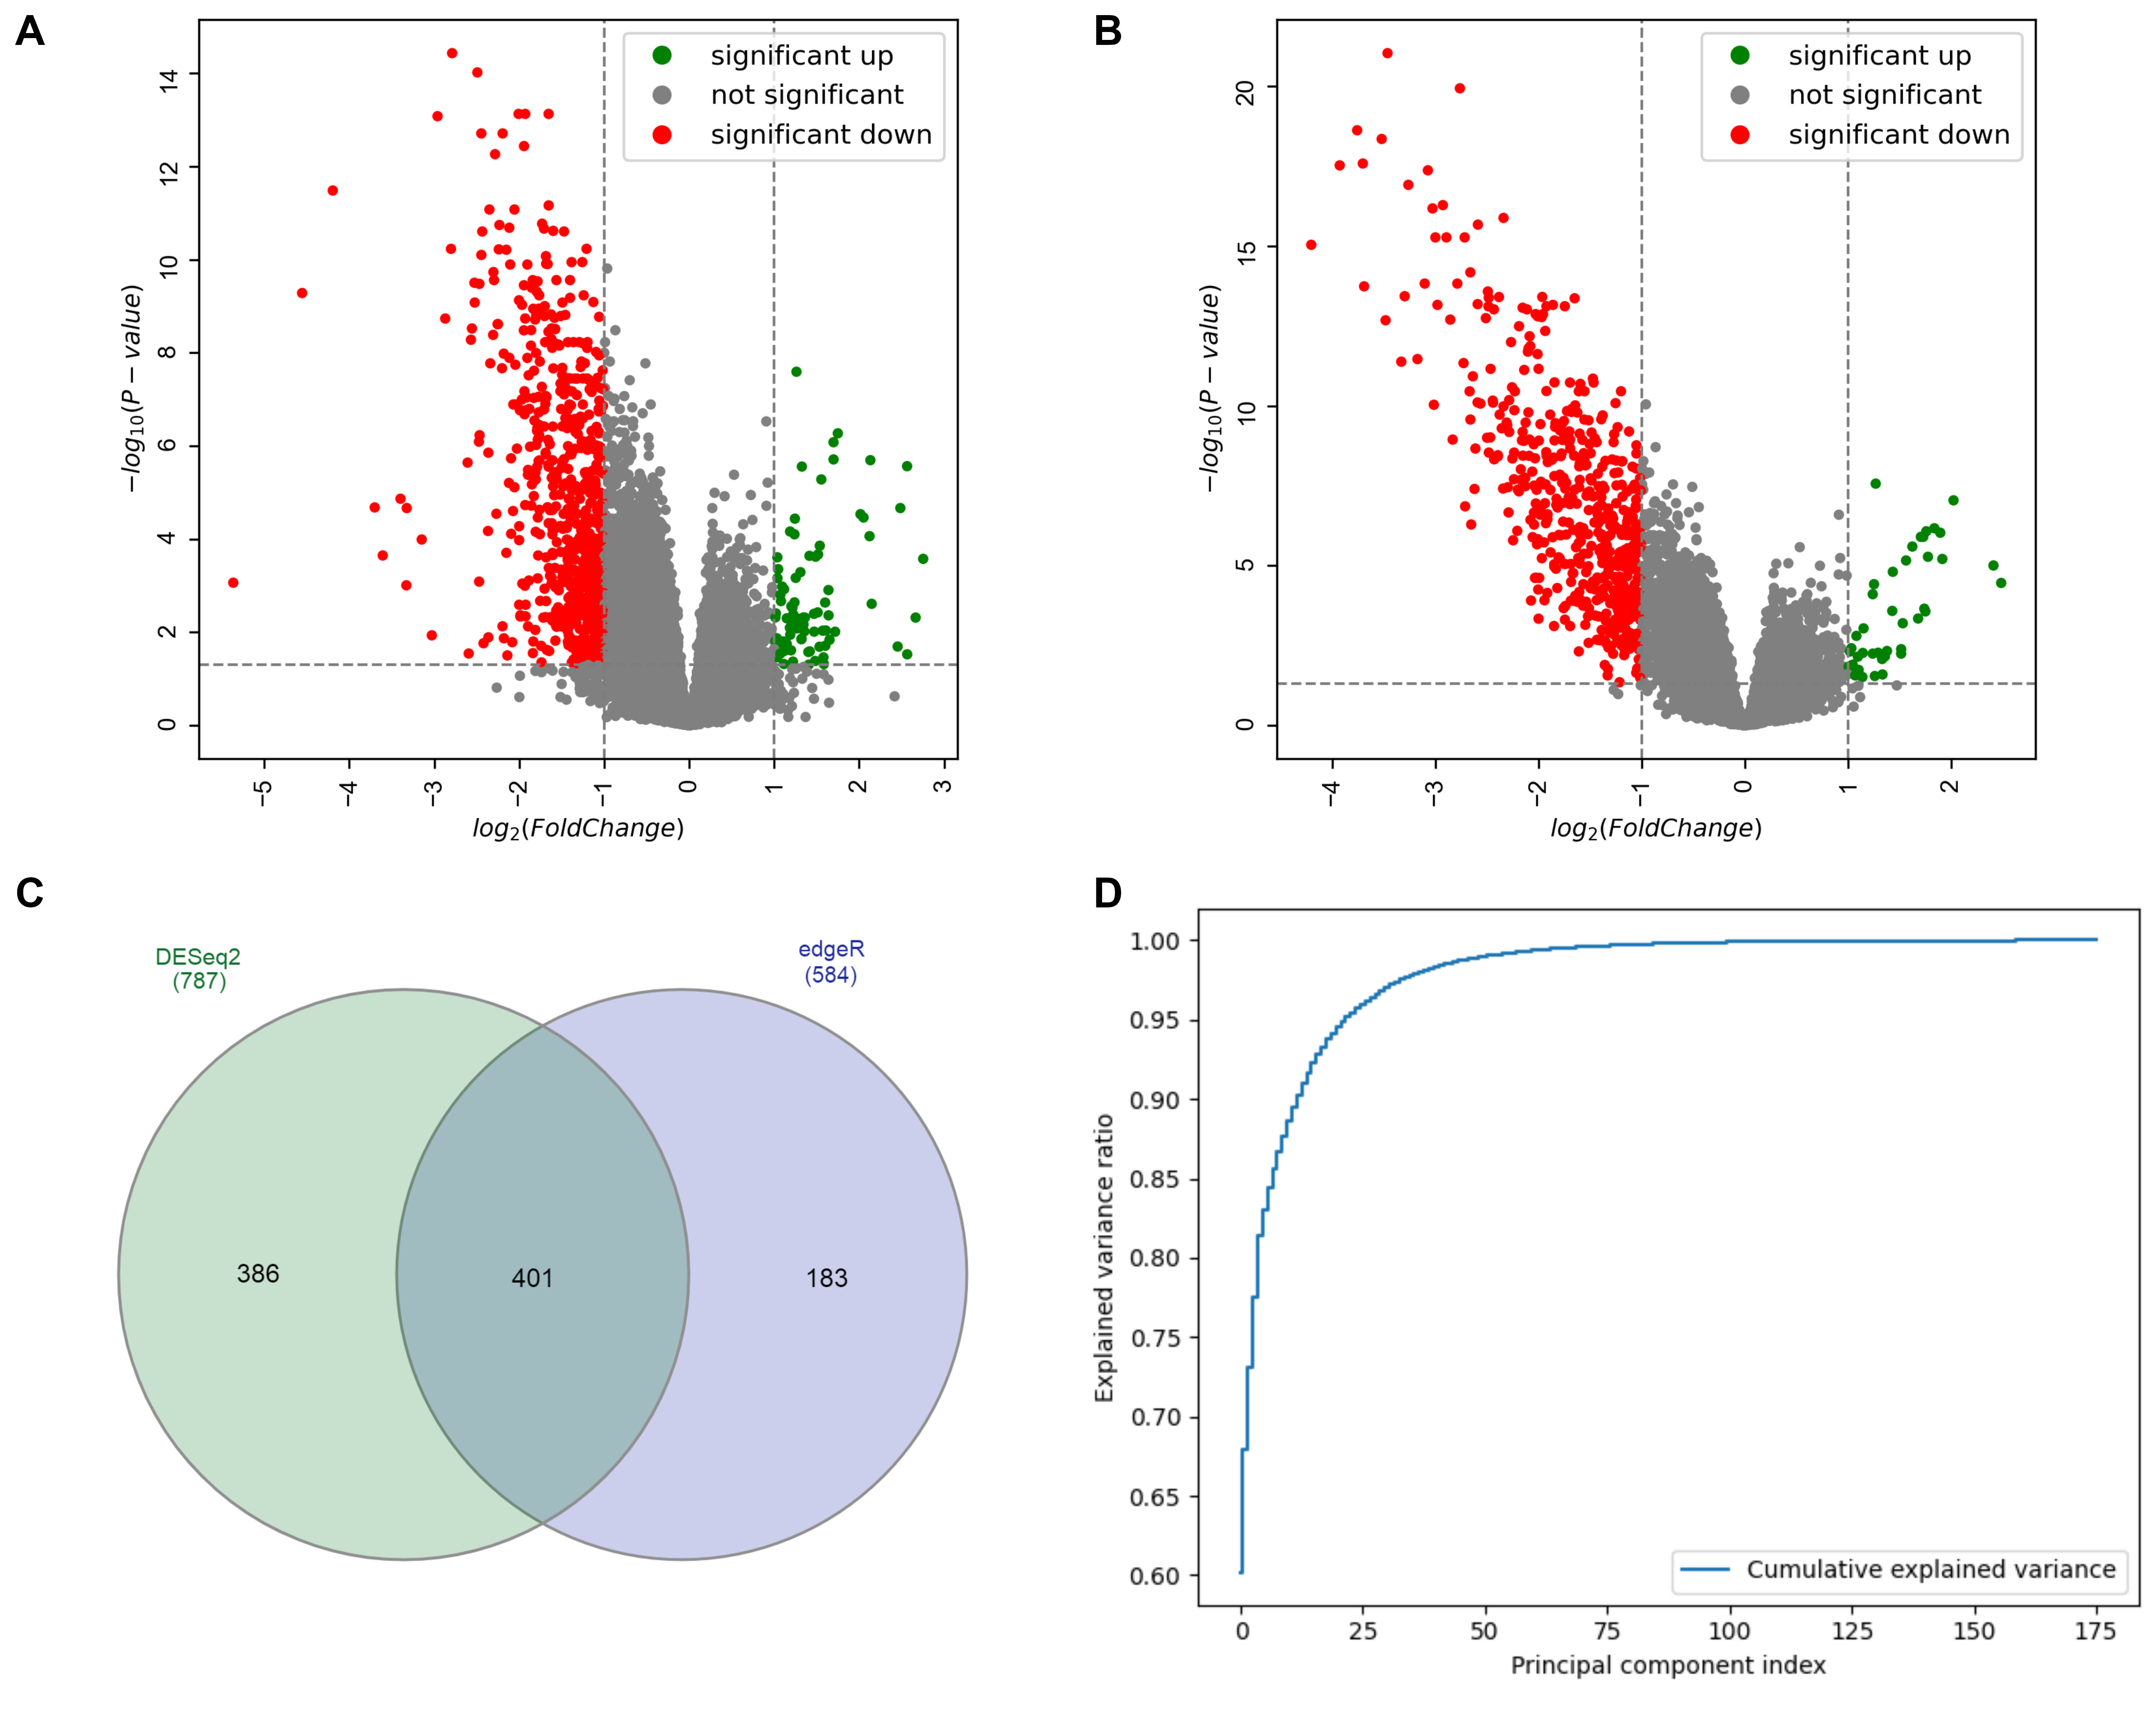 A
significant up
not significant
significant down
14
12
10
8
6
4
2
0
−log10(P − value)
−5
−4
−3
−2
−1
0
1
2
3
log2(FoldChange)
B
significant up
not significant
significant down
20
15
10
5
0
−log10(P − value)
−4
−3
−2
−1
0
1
2
log2(FoldChange)
C
DESeq2
(787)
edgeR
(584)
386
401
183
D
1.00
0.95
0.90
0.85
0.80
0.75
0.70
0.65
0.60
Explained variance ratio
Cumulative explained variance
0
25
50
75
100
125
150
175
Principal component index